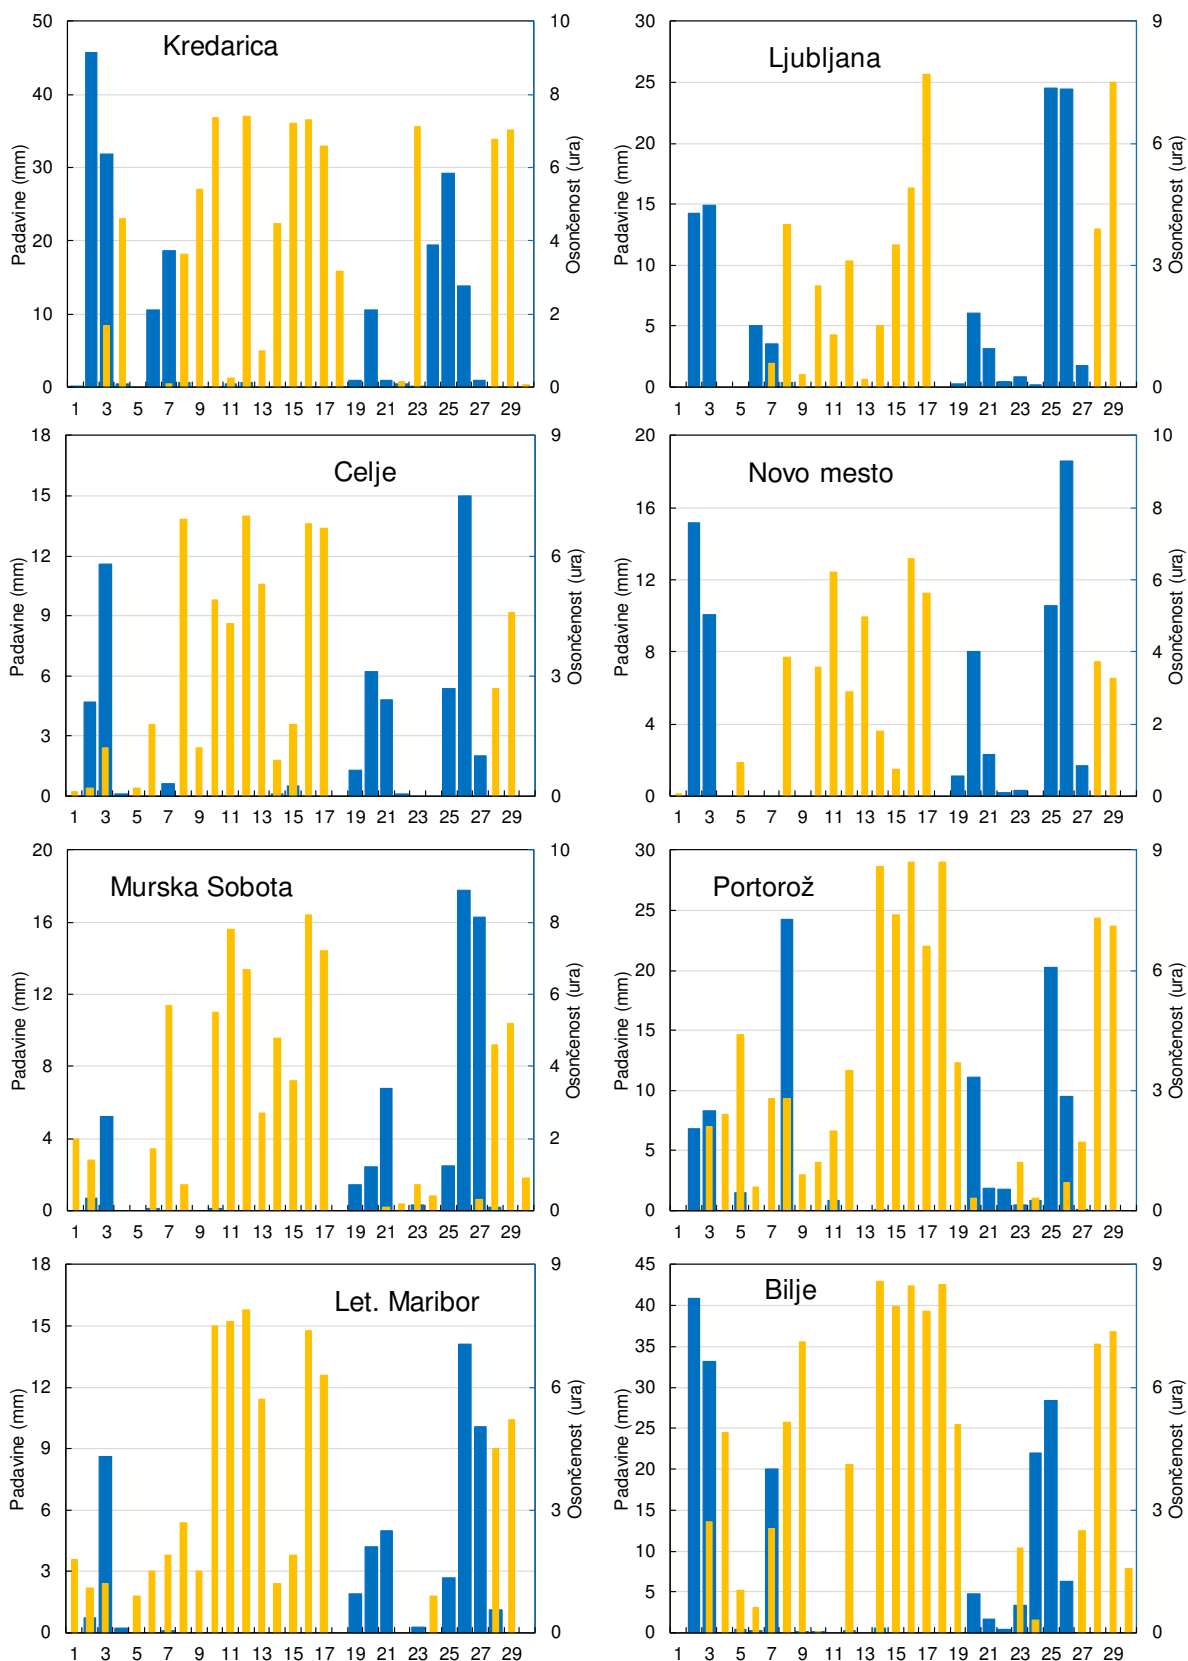 Kredarica
Padavine (mm)
50
40
30
20
10
0
Osončenost (ura)
10
8
6
4
2
0
1 3 5 7 9 11 13 15 17 19 21 23 25 27 29
Ljubljana
Padavine (mm)
30
25
20
15
10
5
0
Osončenost (ura)
9
6
3
0
1 3 5 7 9 11 13 15 17 19 21 23 25 27 29
Celje
Padavine (mm)
18
15
12
9
6
3
0
Osončenost (ura)
9
6
3
0
1 3 5 7 9 11 13 15 17 19 21 23 25 27 29
Novo mesto
Padavine (mm)
20
16
12
8
4
0
Osončenost (ura)
10
8
6
4
2
0
1 3 5 7 9 11 13 15 17 19 21 23 25 27 29
Murska Sobota
Padavine (mm)
20
16
12
8
4
0
Osončenost (ura)
10
8
6
4
2
0
1 3 5 7 9 11 13 15 17 19 21 23 25 27 29
Portorož
Padavine (mm)
30
25
20
15
10
5
0
Osončenost (ura)
9
6
3
0
1 3 5 7 9 11 13 15 17 19 21 23 25 27 29
Let. Maribor
Padavine (mm)
18
15
12
9
6
3
0
Osončenost (ura)
9
6
3
0
1 3 5 7 9 11 13 15 17 19 21 23 25 27 29
Bilje
Padavine (mm)
45
40
35
30
25
20
15
10
5
0
Osončenost (ura)
9
6
3
0
1 3 5 7 9 11 13 15 17 19 21 23 25 27 29